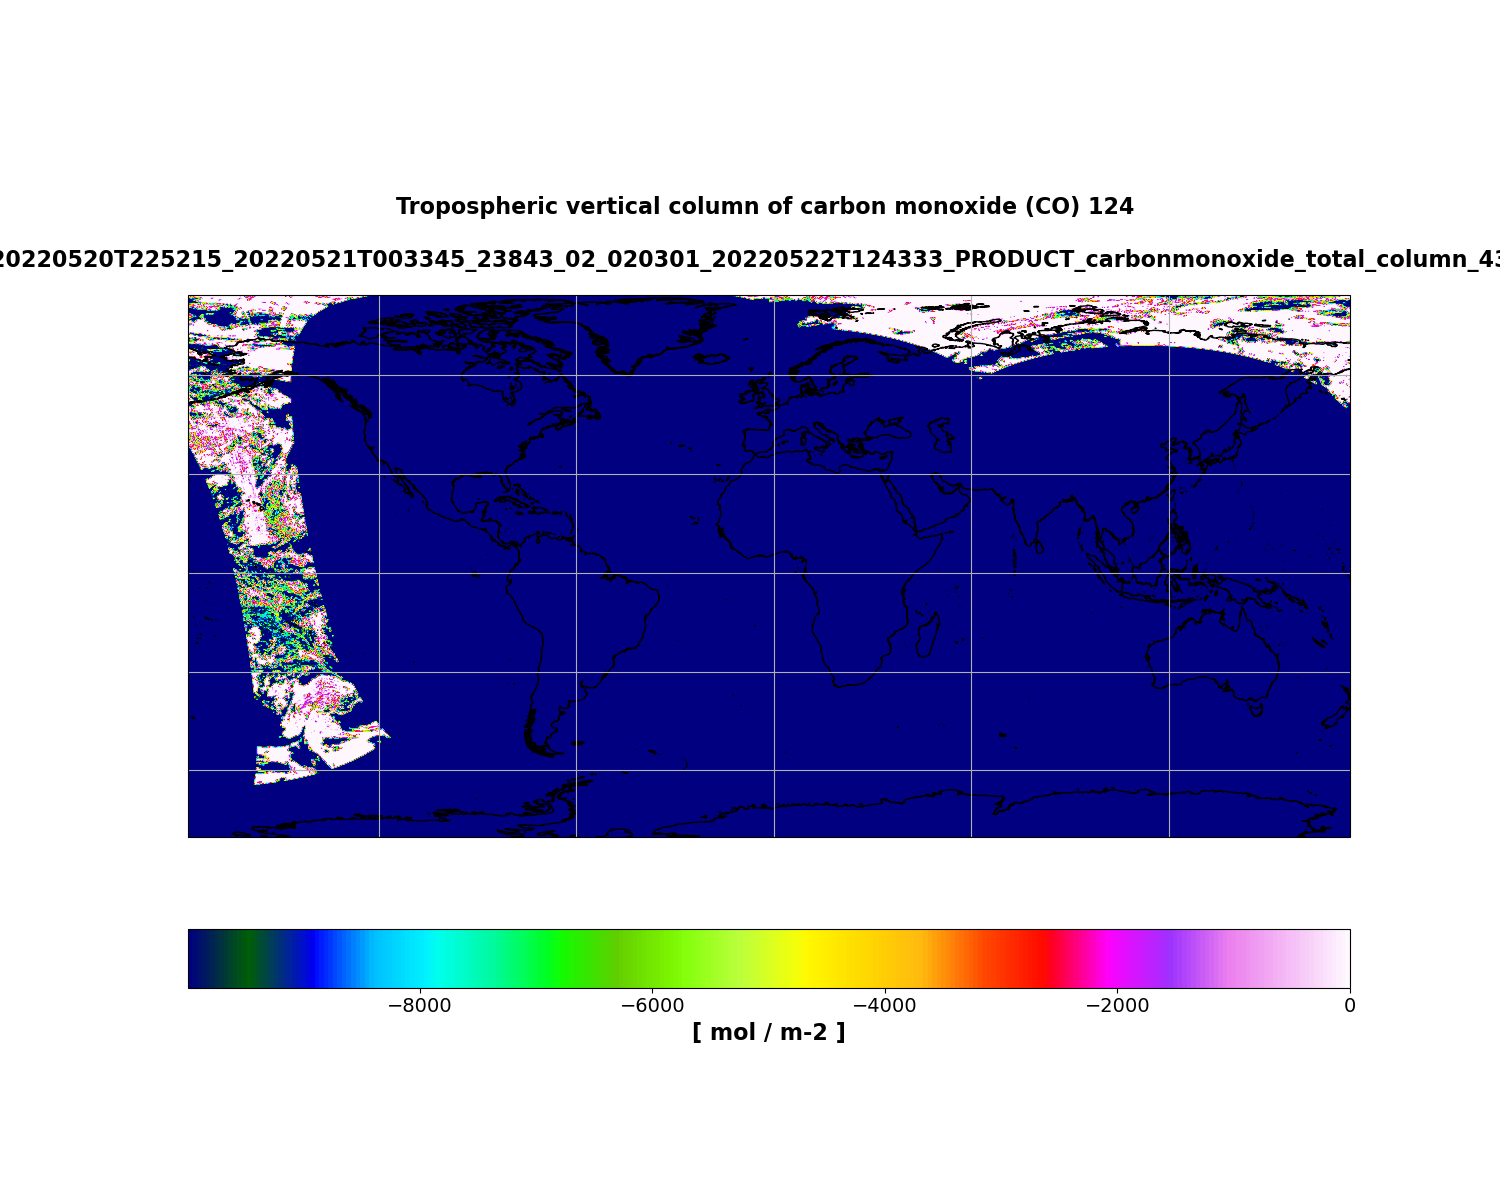 Tropospheric vertical column of carbon monoxide (CO) 124
20220520T225215_20220521T003345_23843_02_020301_20220522T124333_PRODUCT_carbonmonoxide_total_column_43
−8000 −6000 −4000 −2000 0
[ mol / m-2 ]